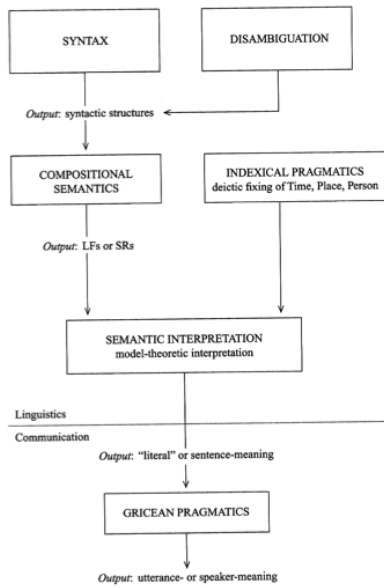 SYNTAX
DISAMBIGUATION
Output: syntactic structures
COMPOSITIONAL
SEMANTICS
INDEXICAL PRAGMATICS
deictic fixing of Time, Place, Person
Output: LFs or SRs
SEMANTIC INTERPRETATION
model-theoretic interpretation
Linguistics
Communication
Output: “literal” or sentence-meaning
GRICEAN PRAGMATICS
Output: utterance- or speaker-meaning